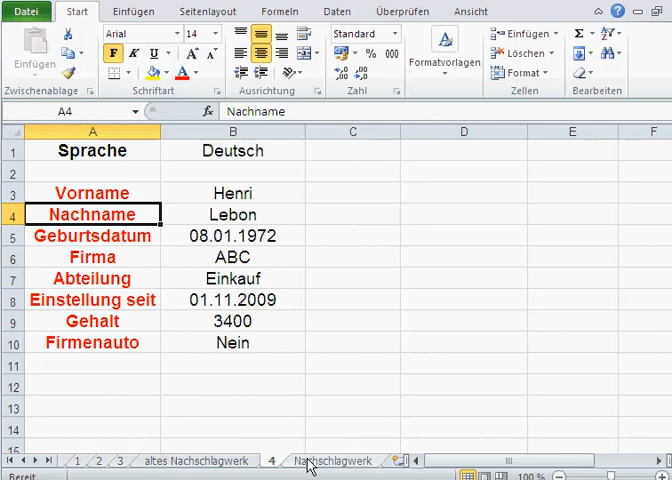 Datei Start Einfügen Seitenlayout Formeln Daten Überprüfen Ansicht
Arial 14
Einfügen
F K U
% 000
Formatvorlagen
Einfügen
Löschen
Format
Zwischenablage Schriftart Ausrichtung Zahl Zellen Bearbeiten
A4 fx Nachname
A B C D E F
1 Sprache Deutsch
2
3 Vorname Henri
4 Nachname Lebon
5 Geburtsdatum 08.01.1972
6 Firma ABC
7 Abteilung Einkauf
8 Einstellung seit 01.11.2009
9 Gehalt 3400
10 Firmenauto Nein
11
12
13
14
15
1 2 3 altes Nachschlagwerk 4 Nachschlagwerk
Bereit 100 %